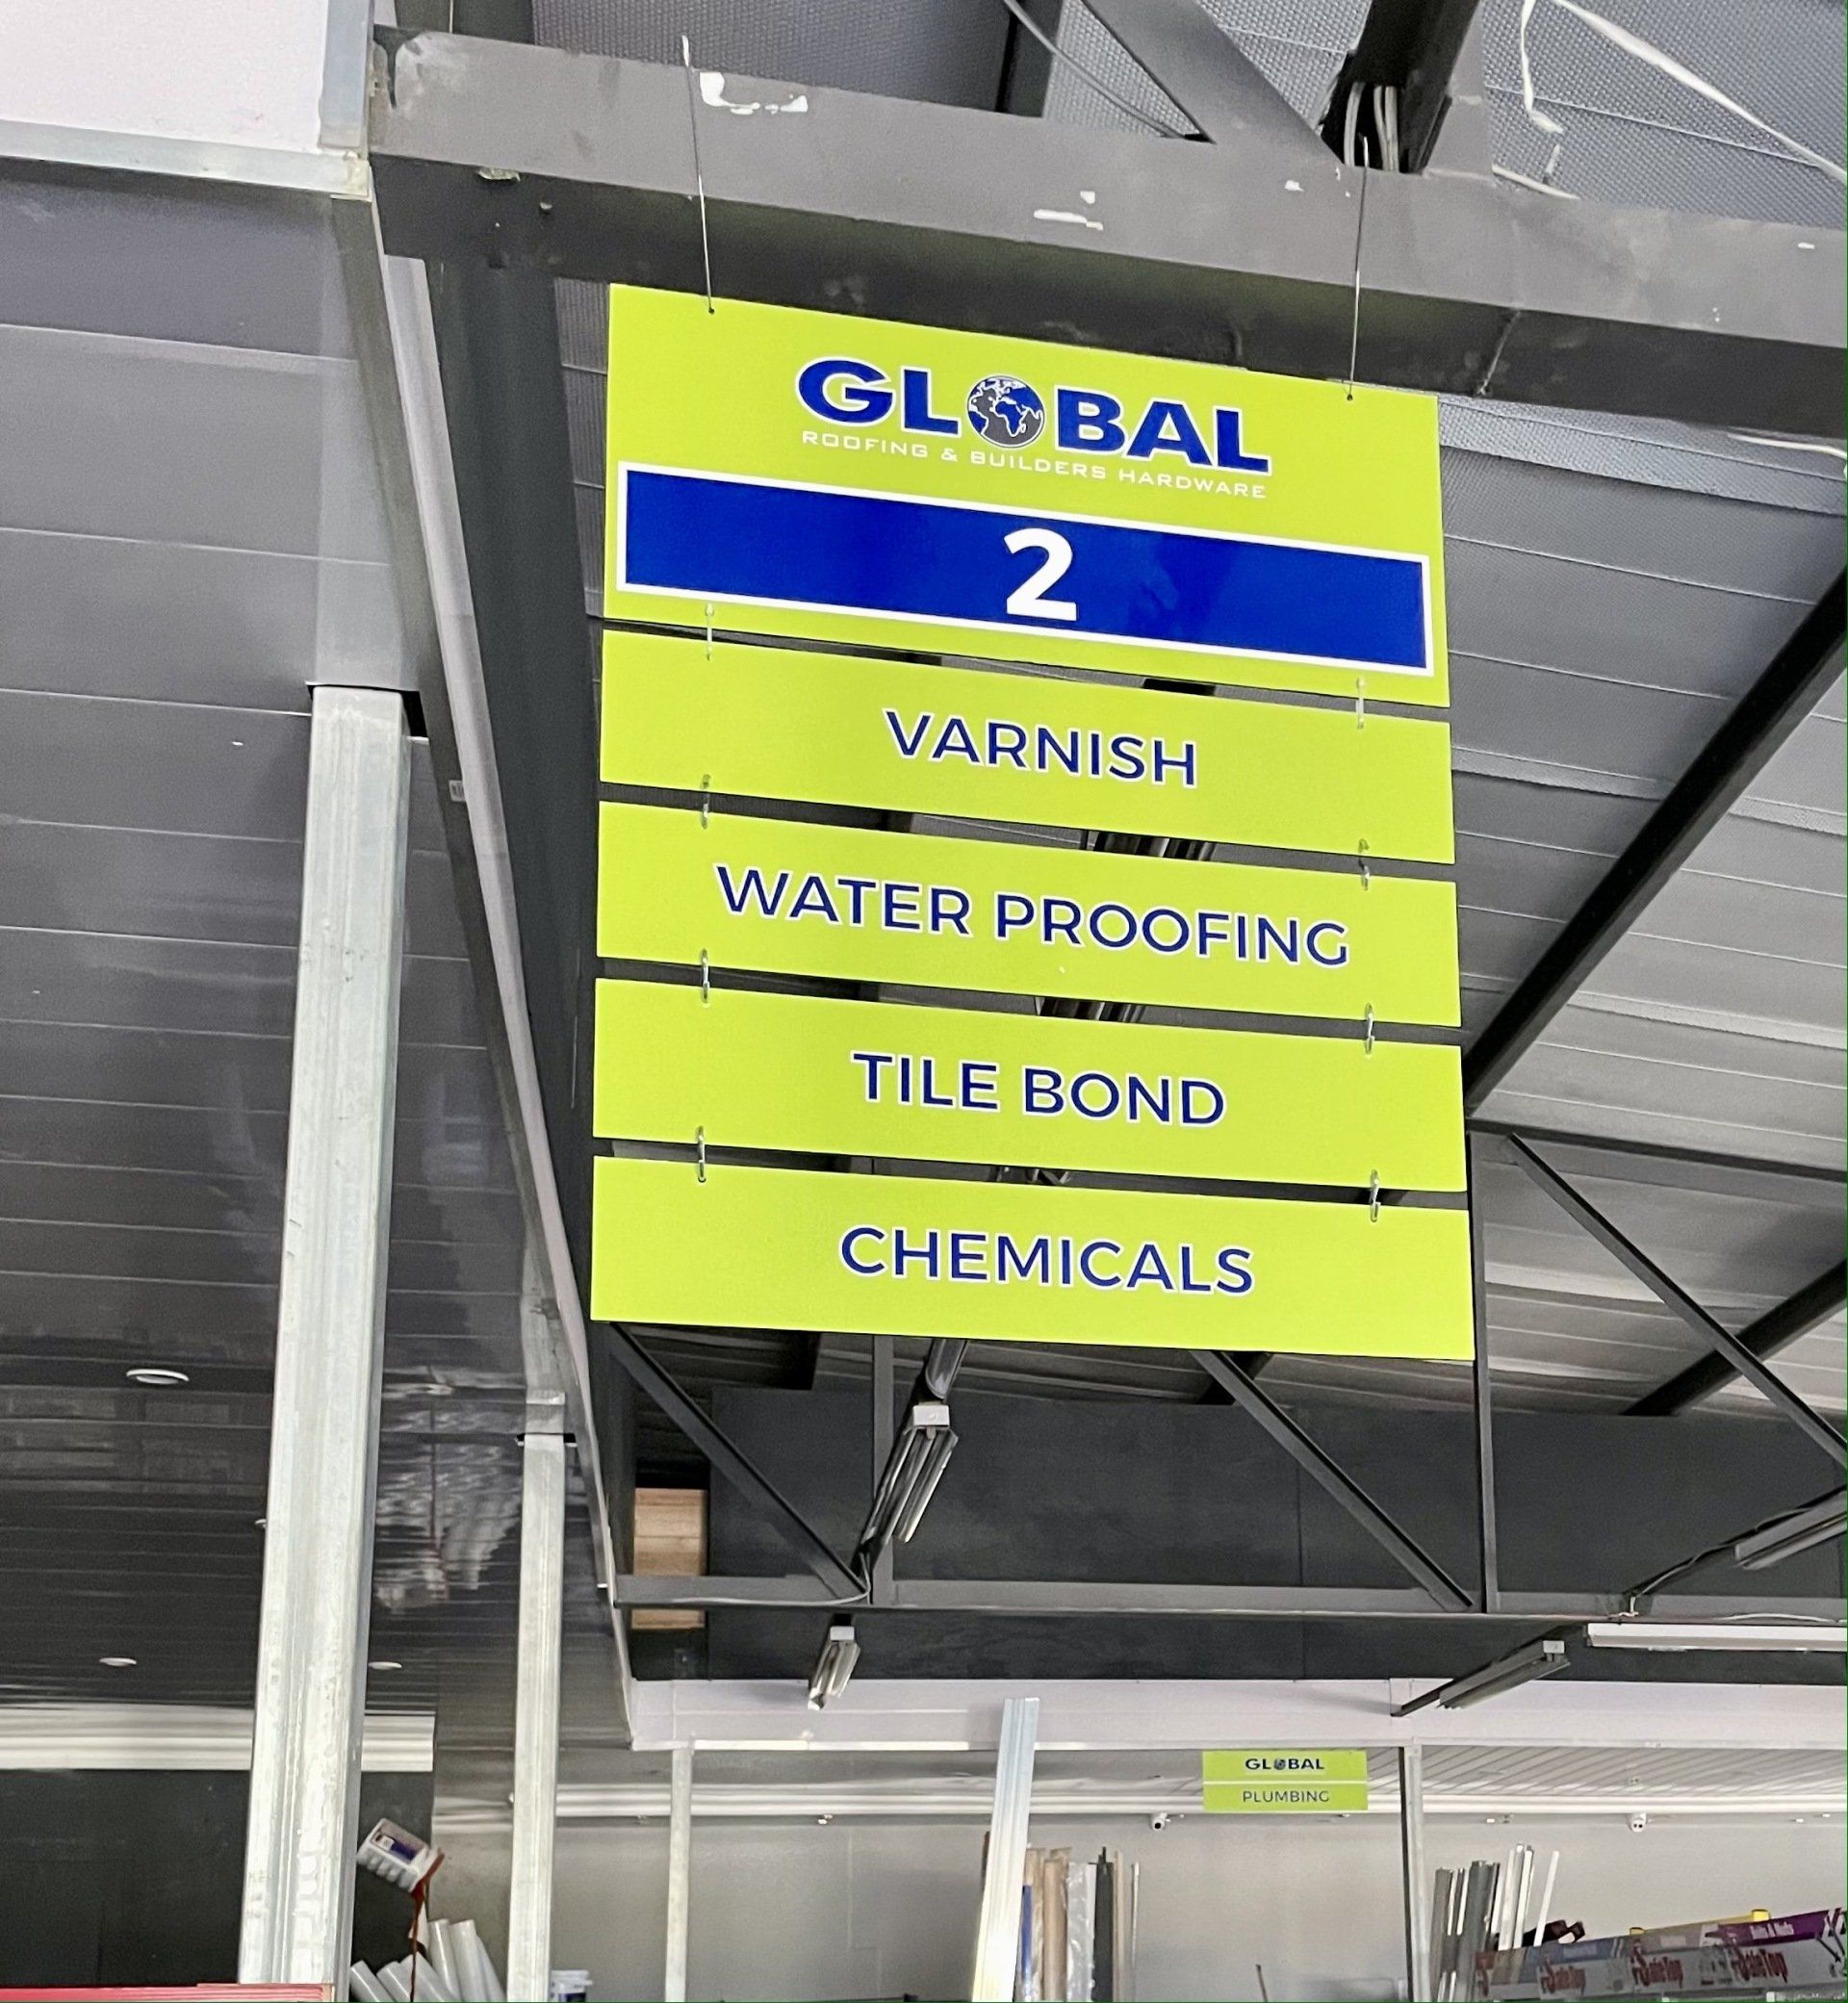 GLOBAL
ROOFING & BUILDERS HARDWARE
2
VARNISH
WATER PROOFING
TILE BOND
CHEMICALS
GLOBAL
PLUMBING